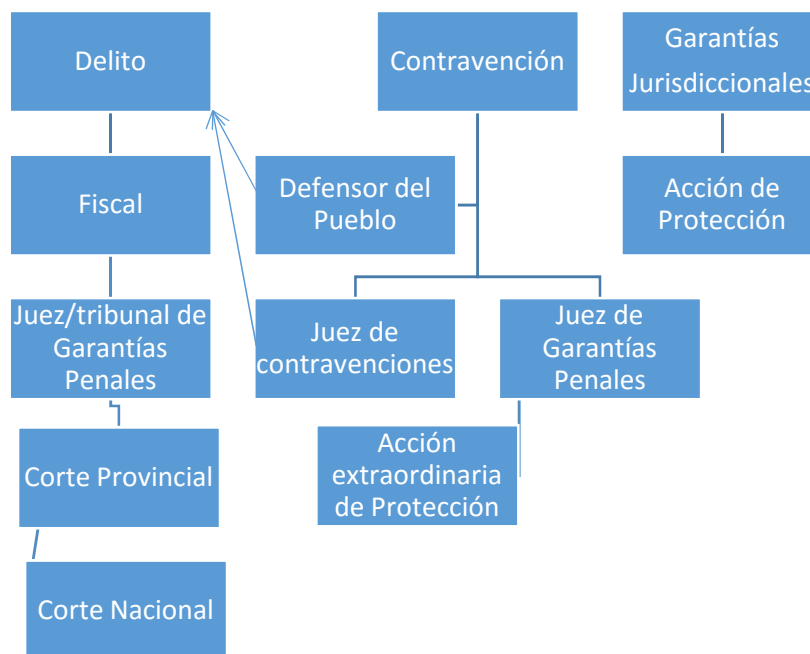 Delito
Contravención
Garantías
Jurisdiccionales
Fiscal
Defensor del
Pueblo
Acción de
Protección
Juez/tribunal de
Garantías
Penales
Juez de
contravenciones
Juez de
Garantías
Penales
Corte Provincial
Acción
extraordinaria
de Protección
Corte Nacional